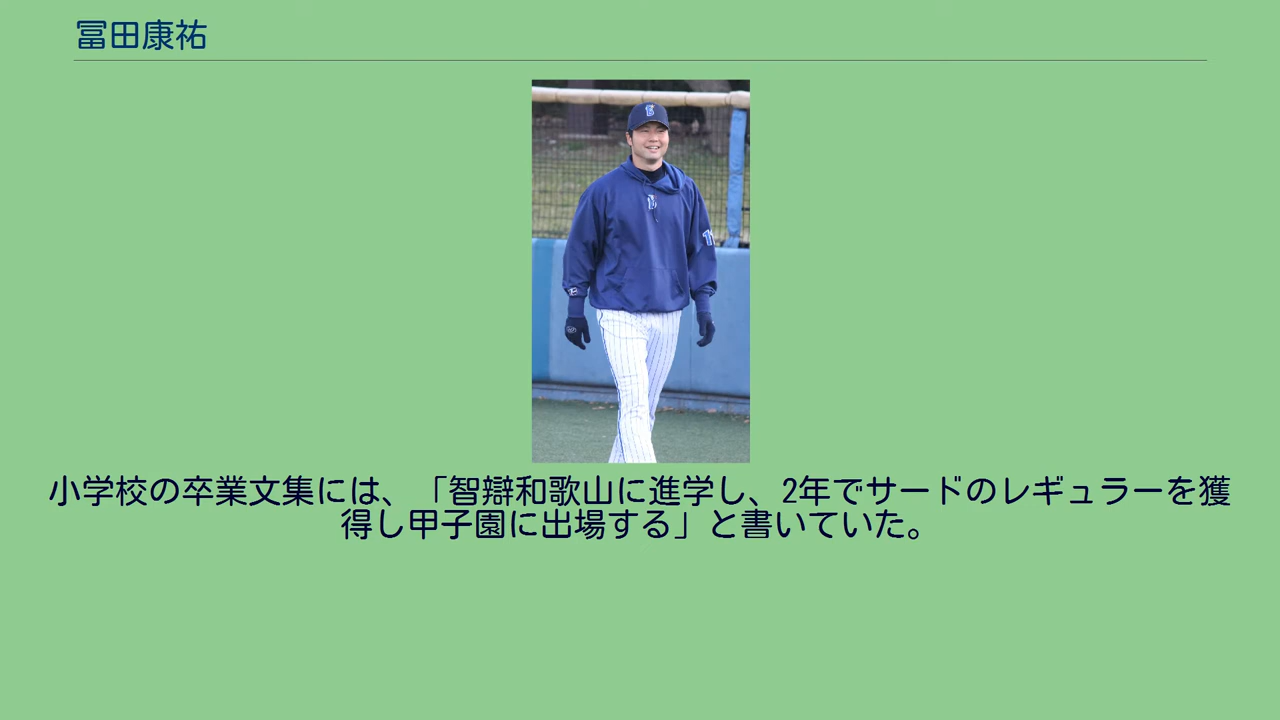 冨田康祐
小学校の卒業文集には、「智辯和歌山に進学し、2年でサードのレギュラーを獲
得し甲子園に出場する」と書いていた。